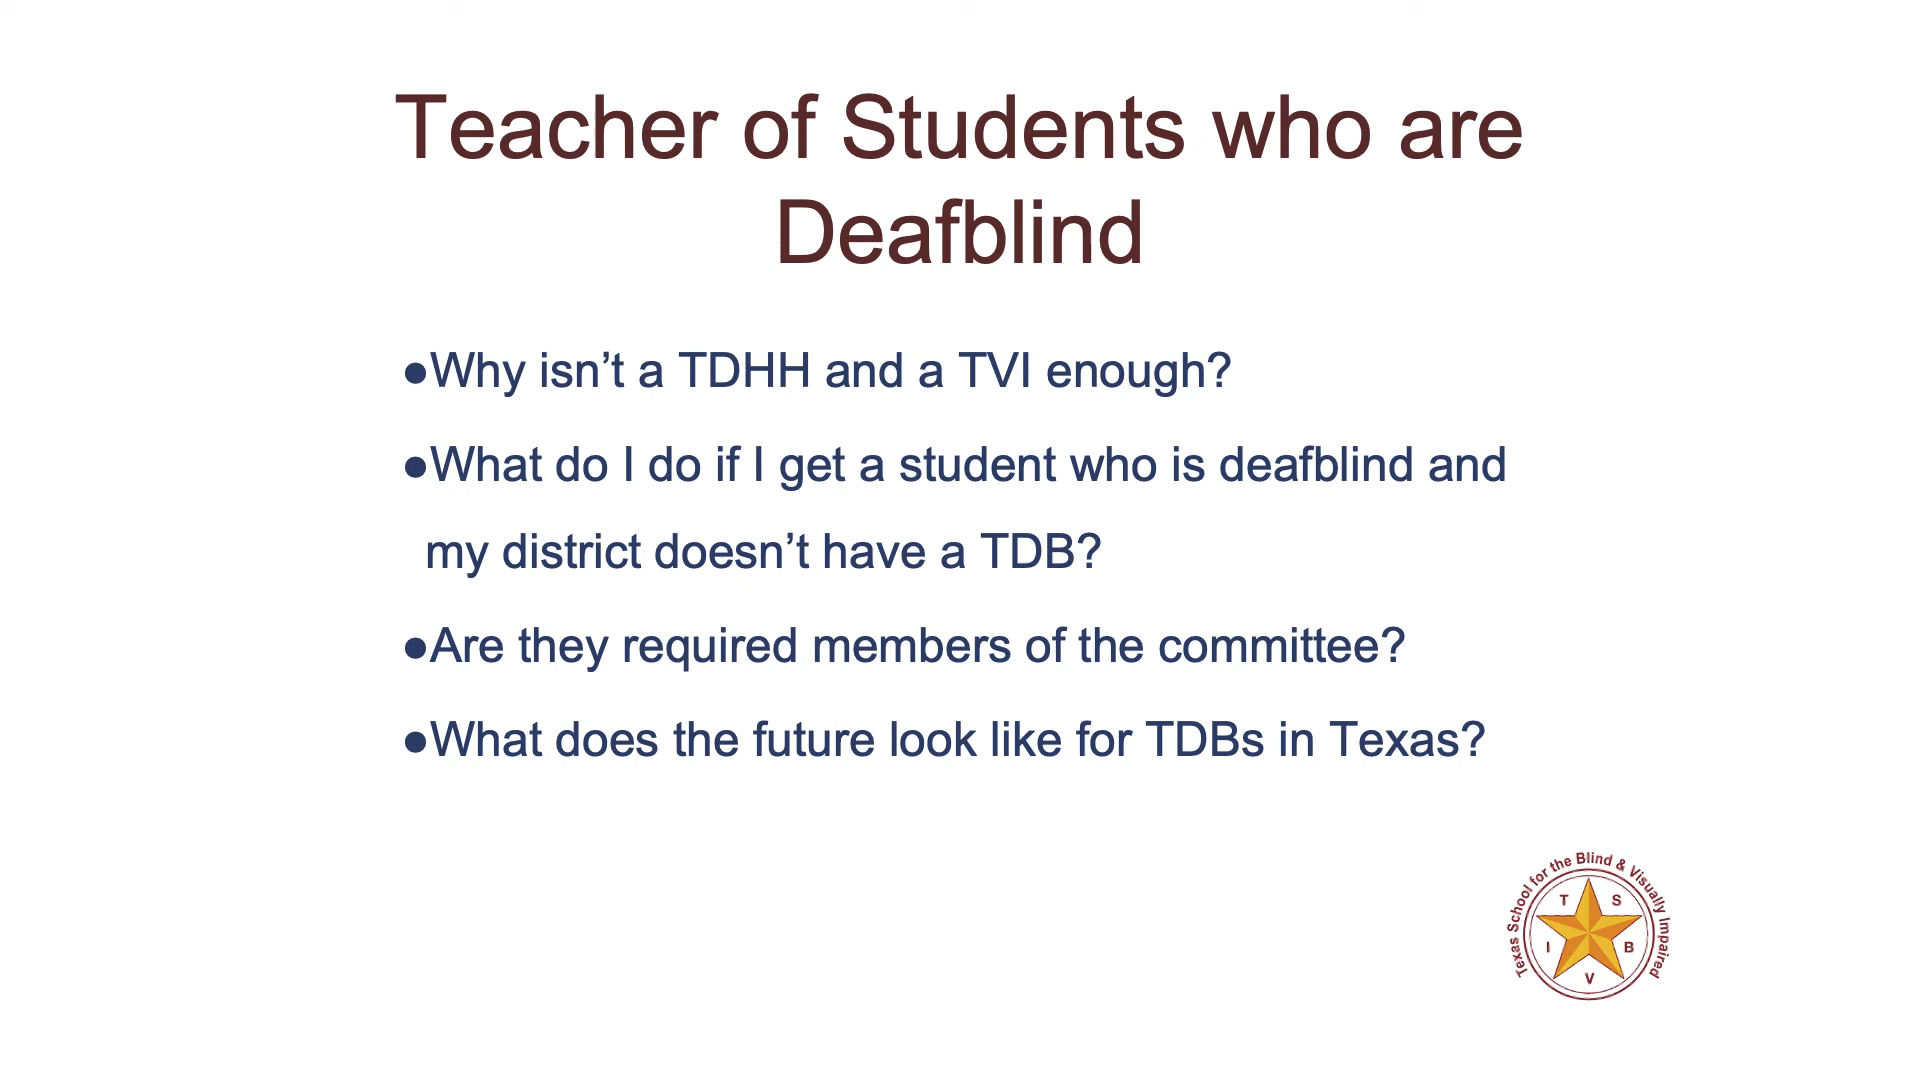 Teacher of Students who are
Deafblind
●Why isn’t a TDHH and a TVI enough?
●What do I do if I get a student who is deafblind and
my district doesn’t have a TDB?
●Are they required members of the committee?
●What does the future look like for TDBs in Texas?
Texas School for the Blind & Visually Impaired
T S
I B
V